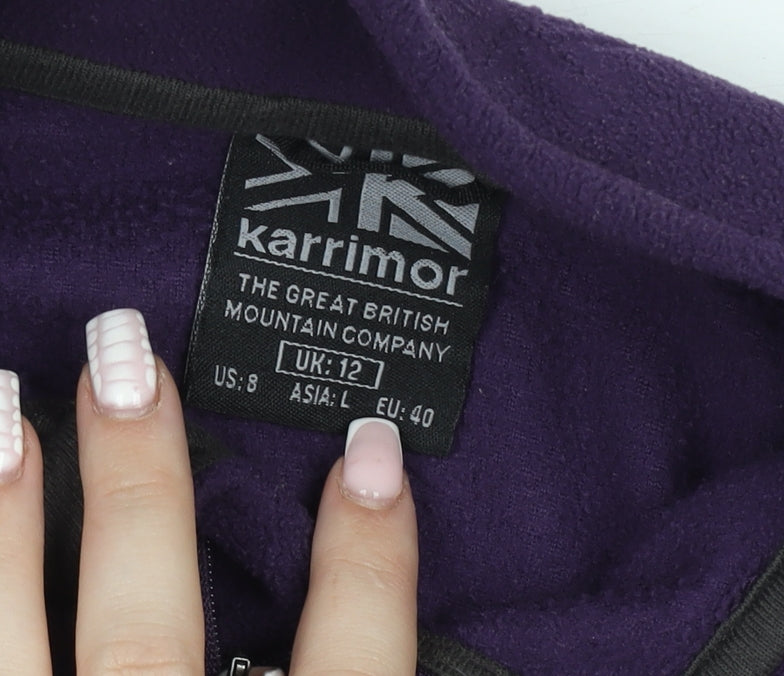 karrimor
THE GREAT BRITISH
MOUNTAIN COMPANY
UK: 12
US: 8 ASIA: L EU: 40